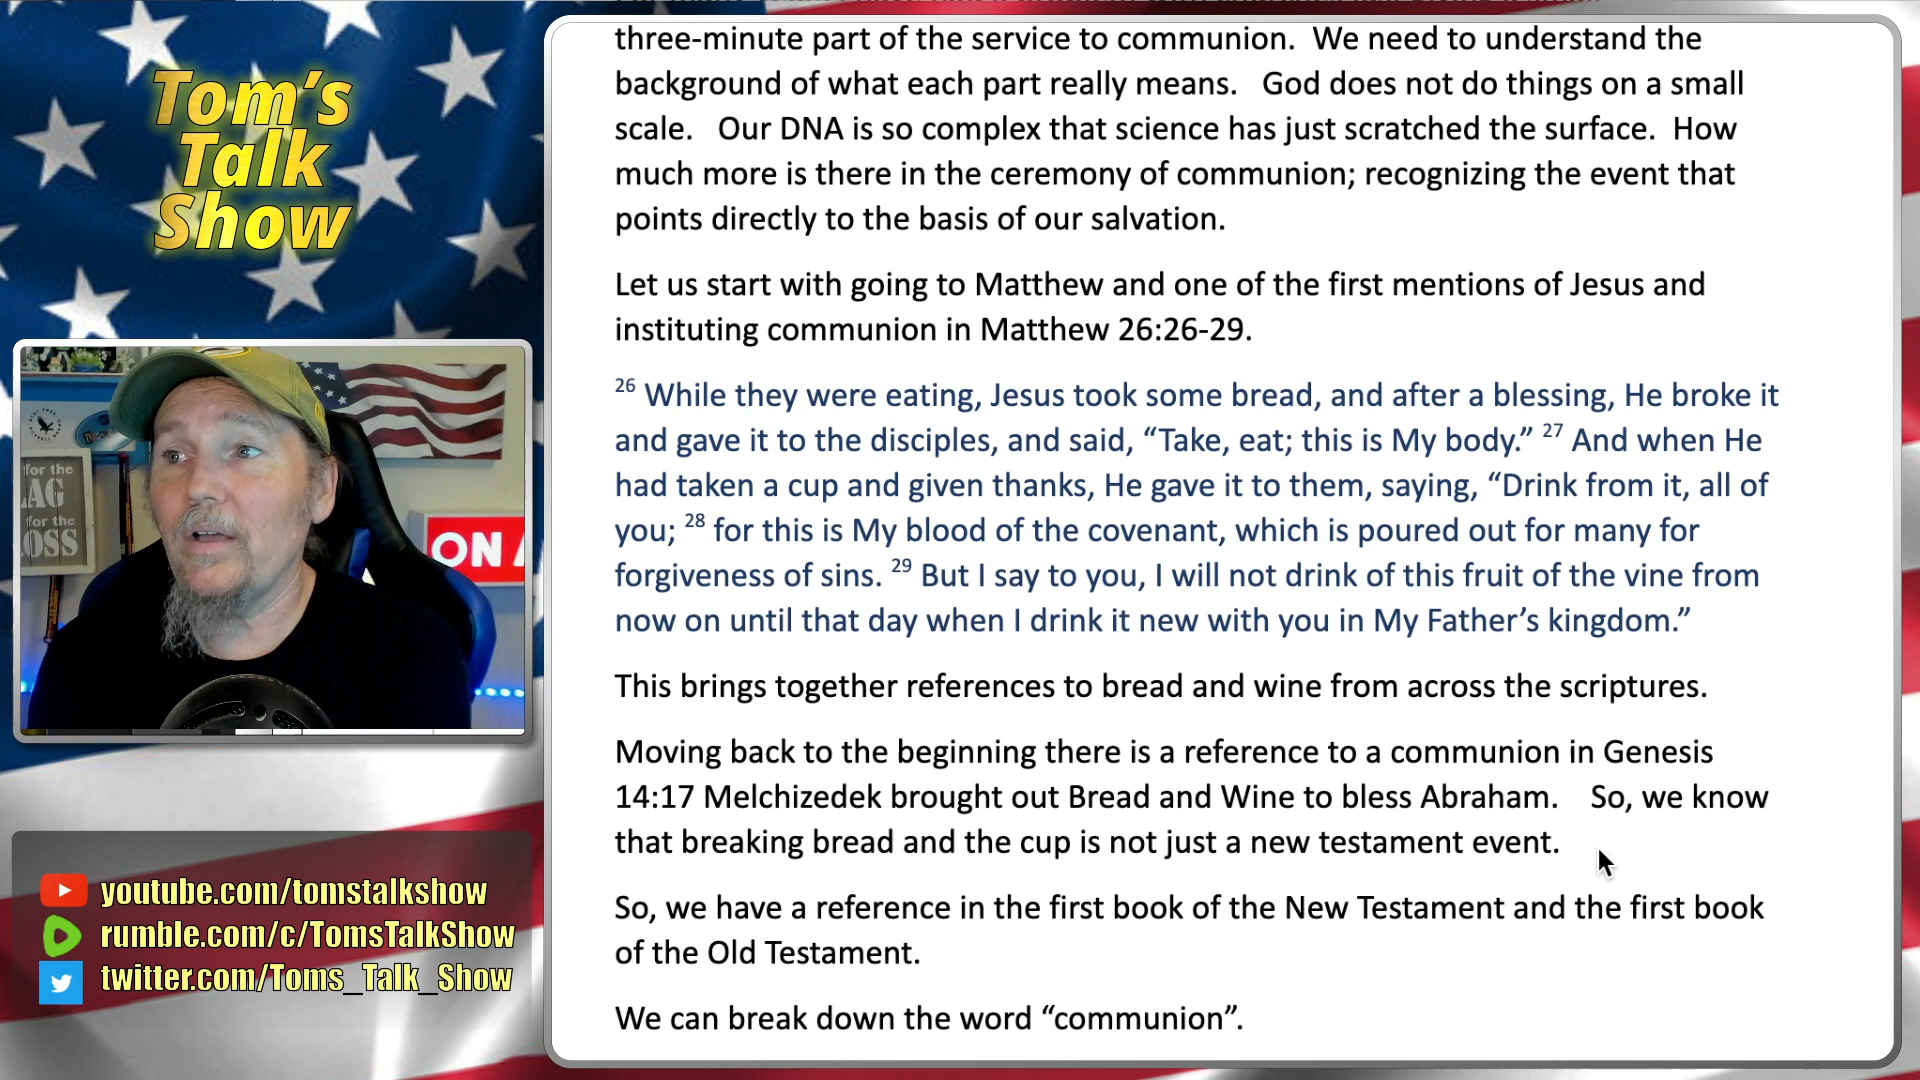 Tom's
Talk
Show
for the
AG
for the
OSS
ON A
youtube.com/tomstalkshow
rumble.com/c/TomsTalkShow
twitter.com/Toms_Talk_Show
three-minute part of the service to communion.  We need to understand the
background of what each part really means.   God does not do things on a small
scale.   Our DNA is so complex that science has just scratched the surface.  How
much more is there in the ceremony of communion; recognizing the event that
points directly to the basis of our salvation.
Let us start with going to Matthew and one of the first mentions of Jesus and
instituting communion in Matthew 26:26-29.
26 While they were eating, Jesus took some bread, and after a blessing, He broke it
and gave it to the disciples, and said, “Take, eat; this is My body.” 27 And when He
had taken a cup and given thanks, He gave it to them, saying, “Drink from it, all of
you; 28 for this is My blood of the covenant, which is poured out for many for
forgiveness of sins. 29 But I say to you, I will not drink of this fruit of the vine from
now on until that day when I drink it new with you in My Father’s kingdom.”
This brings together references to bread and wine from across the scriptures.
Moving back to the beginning there is a reference to a communion in Genesis
14:17 Melchizedek brought out Bread and Wine to bless Abraham.    So, we know
that breaking bread and the cup is not just a new testament event.
So, we have a reference in the first book of the New Testament and the first book
of the Old Testament.
We can break down the word “communion”.